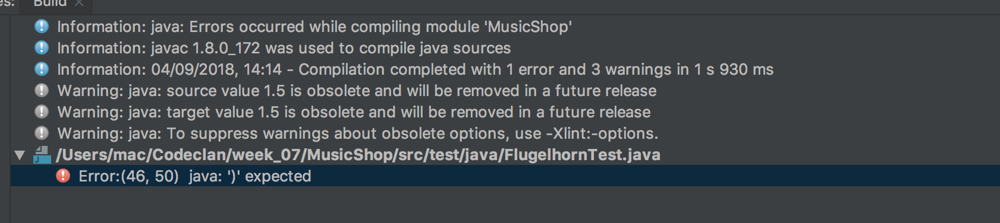 es:
Build
Information: java: Errors occurred while compiling module 'MusicShop'
Information: javac 1.8.0_172 was used to compile java sources
Information: 04/09/2018, 14:14 - Compilation completed with 1 error and 3 warnings in 1 s 930 ms
Warning: java: source value 1.5 is obsolete and will be removed in a future release
Warning: java: target value 1.5 is obsolete and will be removed in a future release
Warning: java: To suppress warnings about obsolete options, use -Xlint:-options.
/Users/mac/Codeclan/week_07/MusicShop/src/test/java/FlugelhornTest.java
Error:(46, 50) java: ')' expected